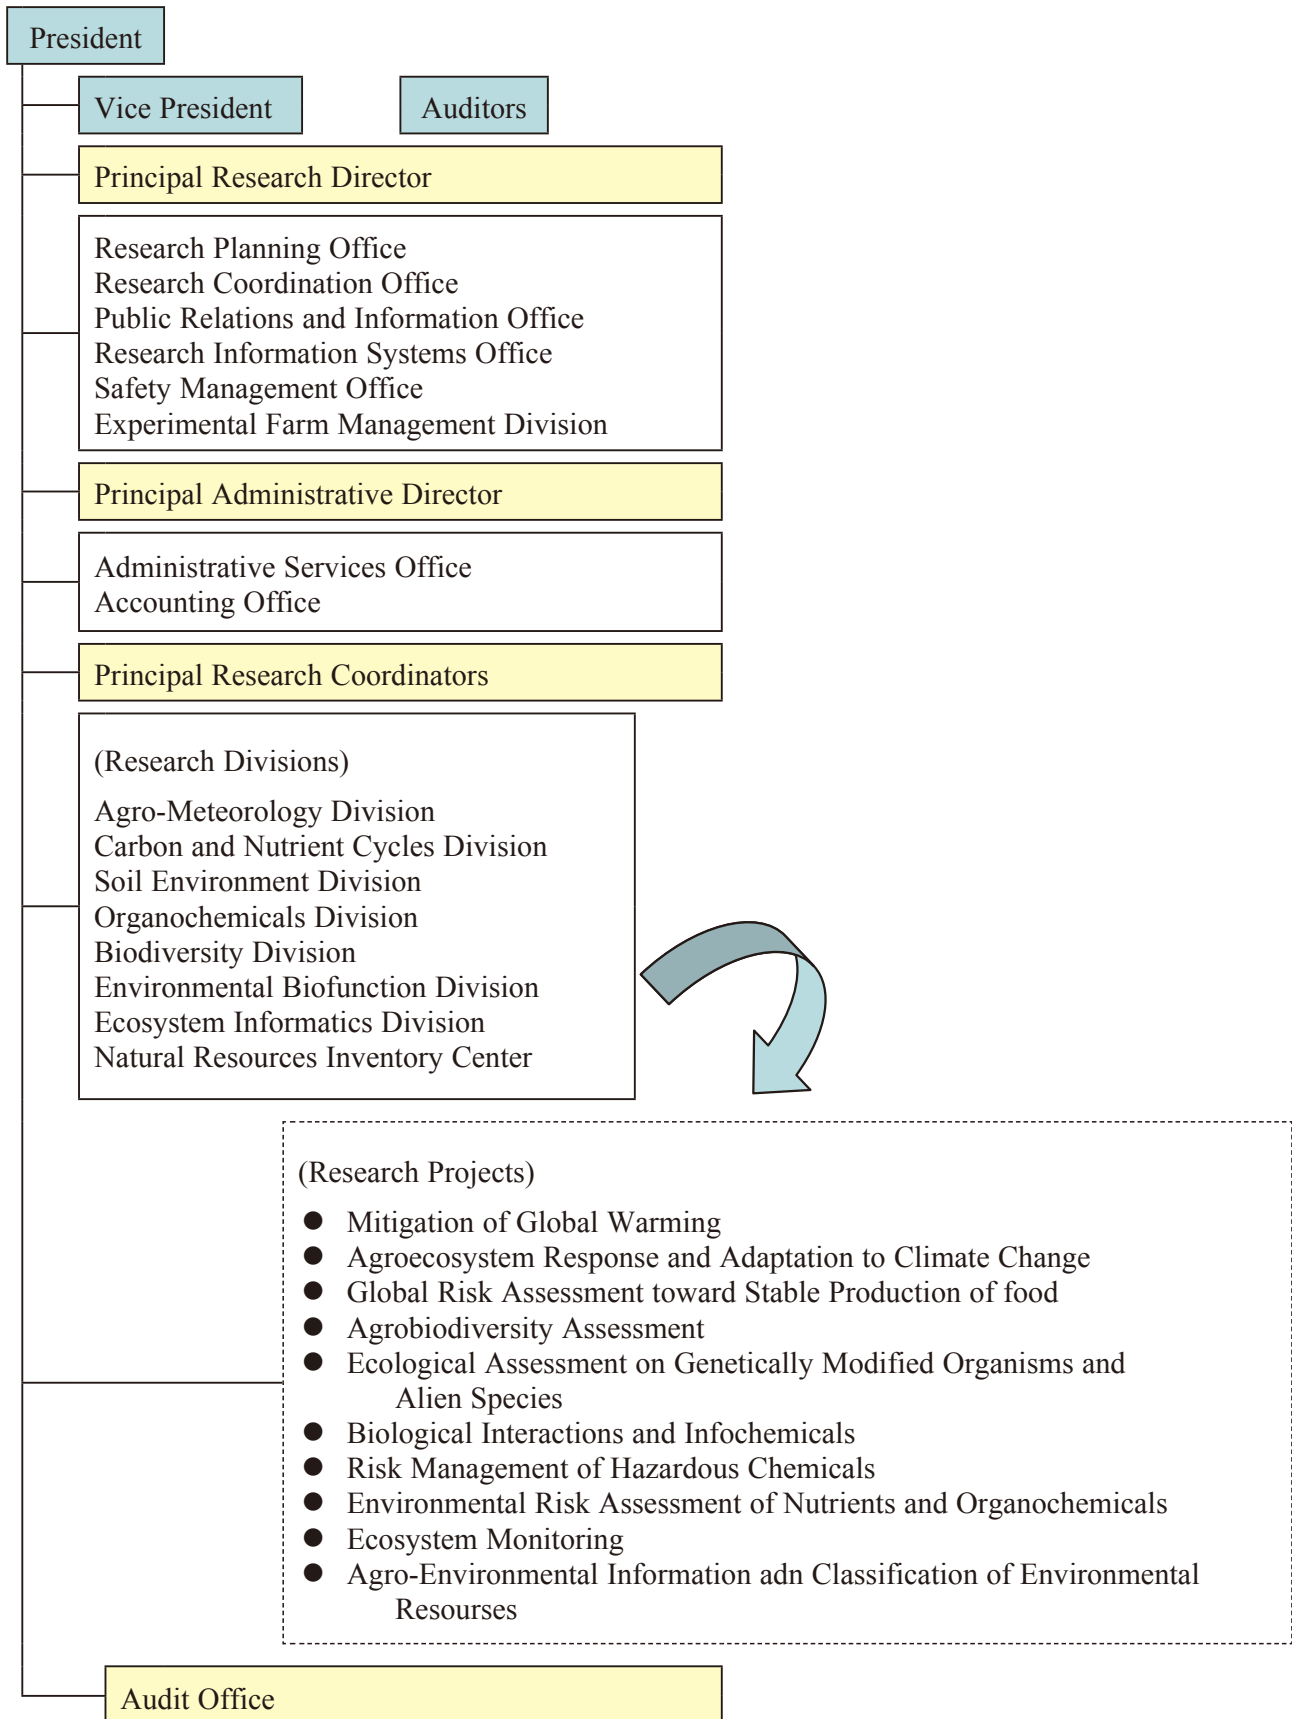 President
Vice President
Auditors
Principal Research Director
Research Planning Office
Research Coordination Office
Public Relations and Information Office
Research Information Systems Office
Safety Management Office
Experimental Farm Management Division
Principal Administrative Director
Administrative Services Office
Accounting Office
Principal Research Coordinators
(Research Divisions)
Agro-Meteorology Division
Carbon and Nutrient Cycles Division
Soil Environment Division
Organochemicals Division
Biodiversity Division
Environmental Biofunction Division
Ecosystem Informatics Division
Natural Resources Inventory Center
(Research Projects)
● Mitigation of Global Warming
● Agroecosystem Response and Adaptation to Climate Change
● Global Risk Assessment toward Stable Production of food
● Agrobiodiversity Assessment
● Ecological Assessment on Genetically Modified Organisms and
Alien Species
● Biological Interactions and Infochemicals
● Risk Management of Hazardous Chemicals
● Environmental Risk Assessment of Nutrients and Organochemicals
● Ecosystem Monitoring
● Agro-Environmental Information adn Classification of Environmental
Resourses
Audit Office